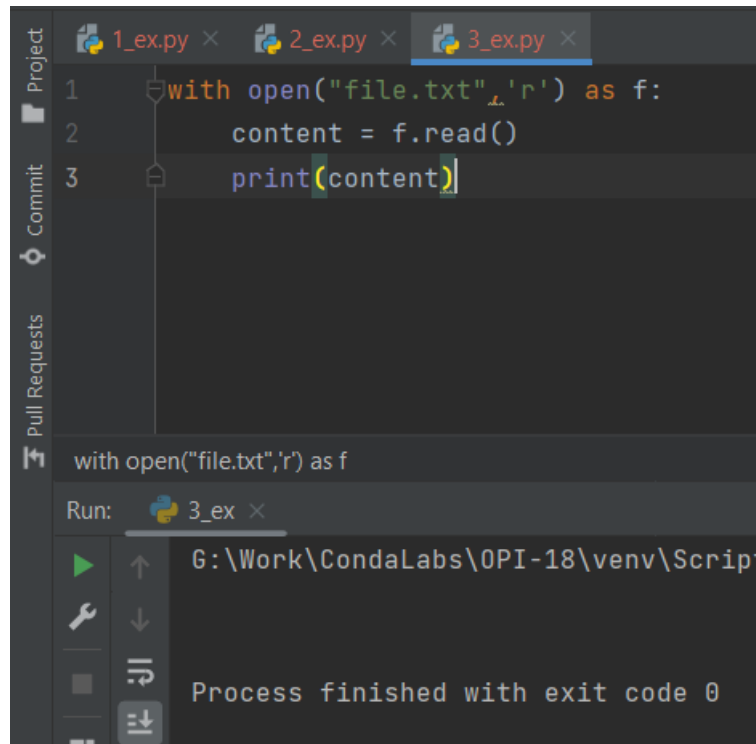 Project
Commit
Pull Requests
1_ex.py
2_ex.py
3_ex.py
1 with open("file.txt",'r') as f:
2 content = f.read()
3 print(content)
with open("file.txt",'r') as f
Run: 3_ex
G:\Work\CondaLabs\OPI-18\venv\Script
Process finished with exit code 0